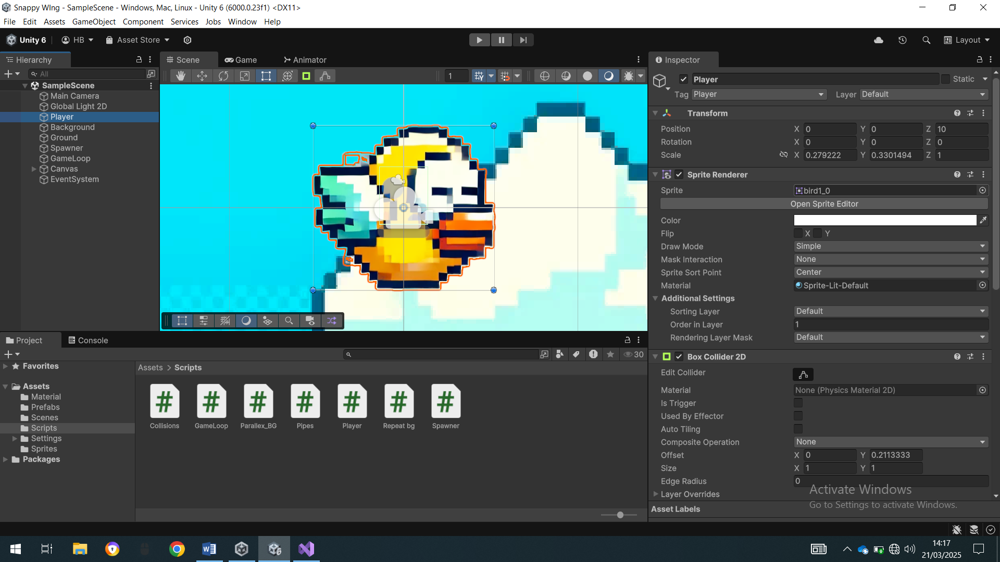 Snappy WIng - SampleScene - Windows, Mac, Linux - Unity 6 (6000.0.23f1) <DX11>
File Edit Assets GameObject Component Services Jobs Window Help
Unity 6 HB Asset Store Layout
Hierarchy
All
SampleScene
Main Camera
Global Light 2D
Player
Background
Ground
Spawner
GameLoop
Canvas
EventSystem
Scene Game Animator
1
Inspector
Player Static
Tag Player Layer Default
Transform
Position X 0 Y 0 Z 10
Rotation X 0 Y 0 Z 0
Scale X 0.279222 Y 0.3301494 Z 1
Sprite Renderer
Sprite bird1_0
Open Sprite Editor
Color
Flip X Y
Draw Mode Simple
Mask Interaction None
Sprite Sort Point Center
Material Sprite-Lit-Default
Additional Settings
Sorting Layer Default
Order in Layer 1
Rendering Layer Mask Default
Box Collider 2D
Edit Collider
Material None (Physics Material 2D)
Is Trigger
Used By Effector
Auto Tiling
Composite Operation None
Offset X 0 Y 0.2113333
Size X 1 Y 1
Edge Radius 0
Layer Overrides
Asset Labels
Activate Windows
Go to Settings to activate Windows.
Project Console
30
Favorites
Assets
Material
Prefabs
Scenes
Scripts
Settings
Sprites
Packages
Assets > Scripts
Collisions GameLoop Parallex_BG Pipes Player Repeat bg Spawner
14:17
21/03/2025